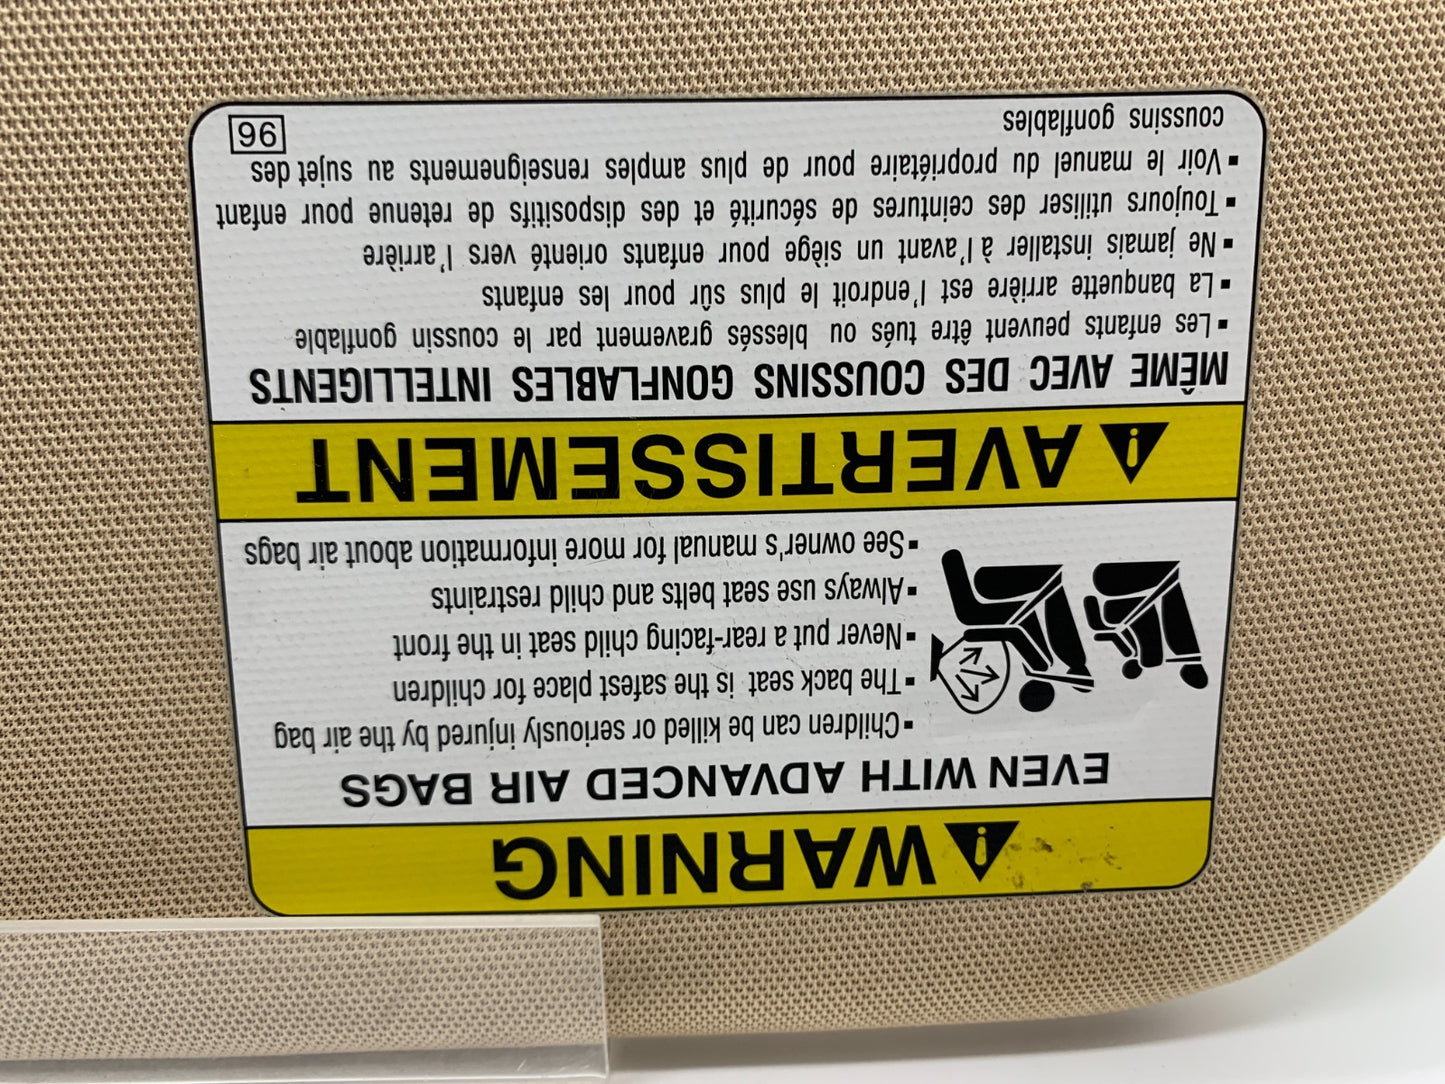 WARNING
EVEN WITH ADVANCED AIR BAGS
▪Children can be killed or seriously injured by the air bag
▪The back seat is the safest place for children
▪Never put a rear-facing child seat in the front
▪Always use seat belts and child restraints
▪See owner's manual for more information about air bags
AVERTISSEMENT
MÊME AVEC DES COUSSINS GONFLABLES INTELLIGENTS
▪Les enfants peuvent être tués ou blessés gravement par le coussin gonflable
▪La banquette arrière est l'endroit le plus sûr pour les enfants
▪Ne jamais installer à l'avant un siège pour enfants orienté vers l'arrière
▪Toujours utiliser des ceintures de sécurité et des dispositifs de retenue pour enfant
▪Voir le manuel du propriétaire pour de plus amples renseignements au sujet des
coussins gonflables
96